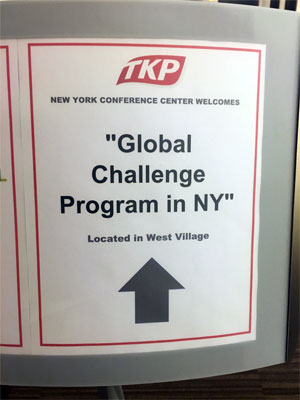 TKP
NEW YORK CONFERENCE CENTER WELCOMES
"Global
Challenge
Program in NY"
Located in West Village